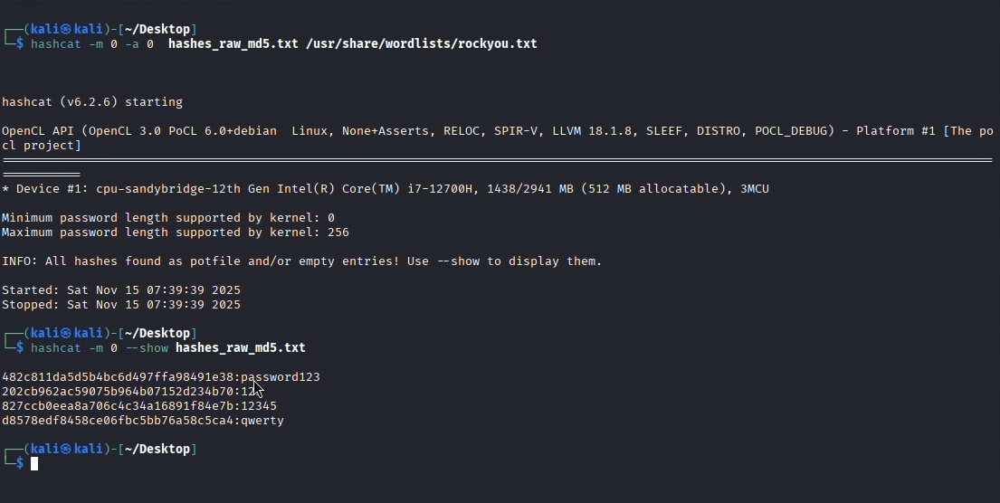 ┌──(kali㉿kali)-[~/Desktop]
└─$ hashcat -m 0 -a 0  hashes_raw_md5.txt /usr/share/wordlists/rockyou.txt
hashcat (v6.2.6) starting
OpenCL API (OpenCL 3.0 PoCL 6.0+debian  Linux, None+Asserts, RELOC, SPIR-V, LLVM 18.1.8, SLEEF, DISTRO, POCL_DEBUG) - Platform #1 [The po
cl project]
* Device #1: cpu-sandybridge-12th Gen Intel(R) Core(TM) i7-12700H, 1438/2941 MB (512 MB allocatable), 3MCU
Minimum password length supported by kernel: 0
Maximum password length supported by kernel: 256
INFO: All hashes found as potfile and/or empty entries! Use --show to display them.
Started: Sat Nov 15 07:39:39 2025
Stopped: Sat Nov 15 07:39:39 2025
┌──(kali㉿kali)-[~/Desktop]
└─$ hashcat -m 0 --show hashes_raw_md5.txt
482c811da5d5b4bc6d497ffa98491e38:password123
202cb962ac59075b964b07152d234b70:12
827ccb0eea8a706c4c34a16891f84e7b:12345
d8578edf8458ce06fbc5bb76a58c5ca4:qwerty
┌──(kali㉿kali)-[~/Desktop]
└─$